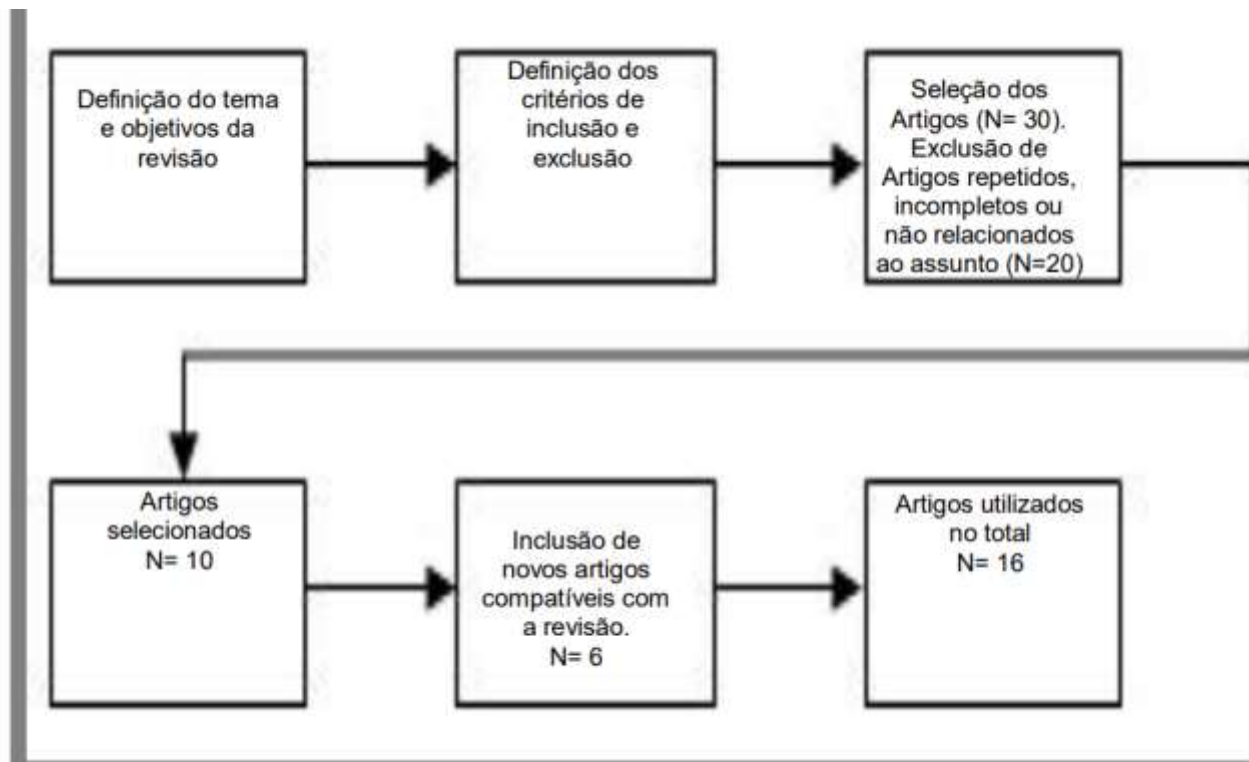 Definição do tema
e objetivos da
revisão
Definição dos
critérios de
inclusão e
exclusão
Seleção dos
Artigos (N= 30).
Exclusão de
Artigos repetidos,
incompletos ou
não relacionados
ao assunto (N=20)
Artigos
selecionados
N= 10
Inclusão de
novos artigos
compatíveis com
a revisão.
N= 6
Artigos utilizados
no total
N= 16